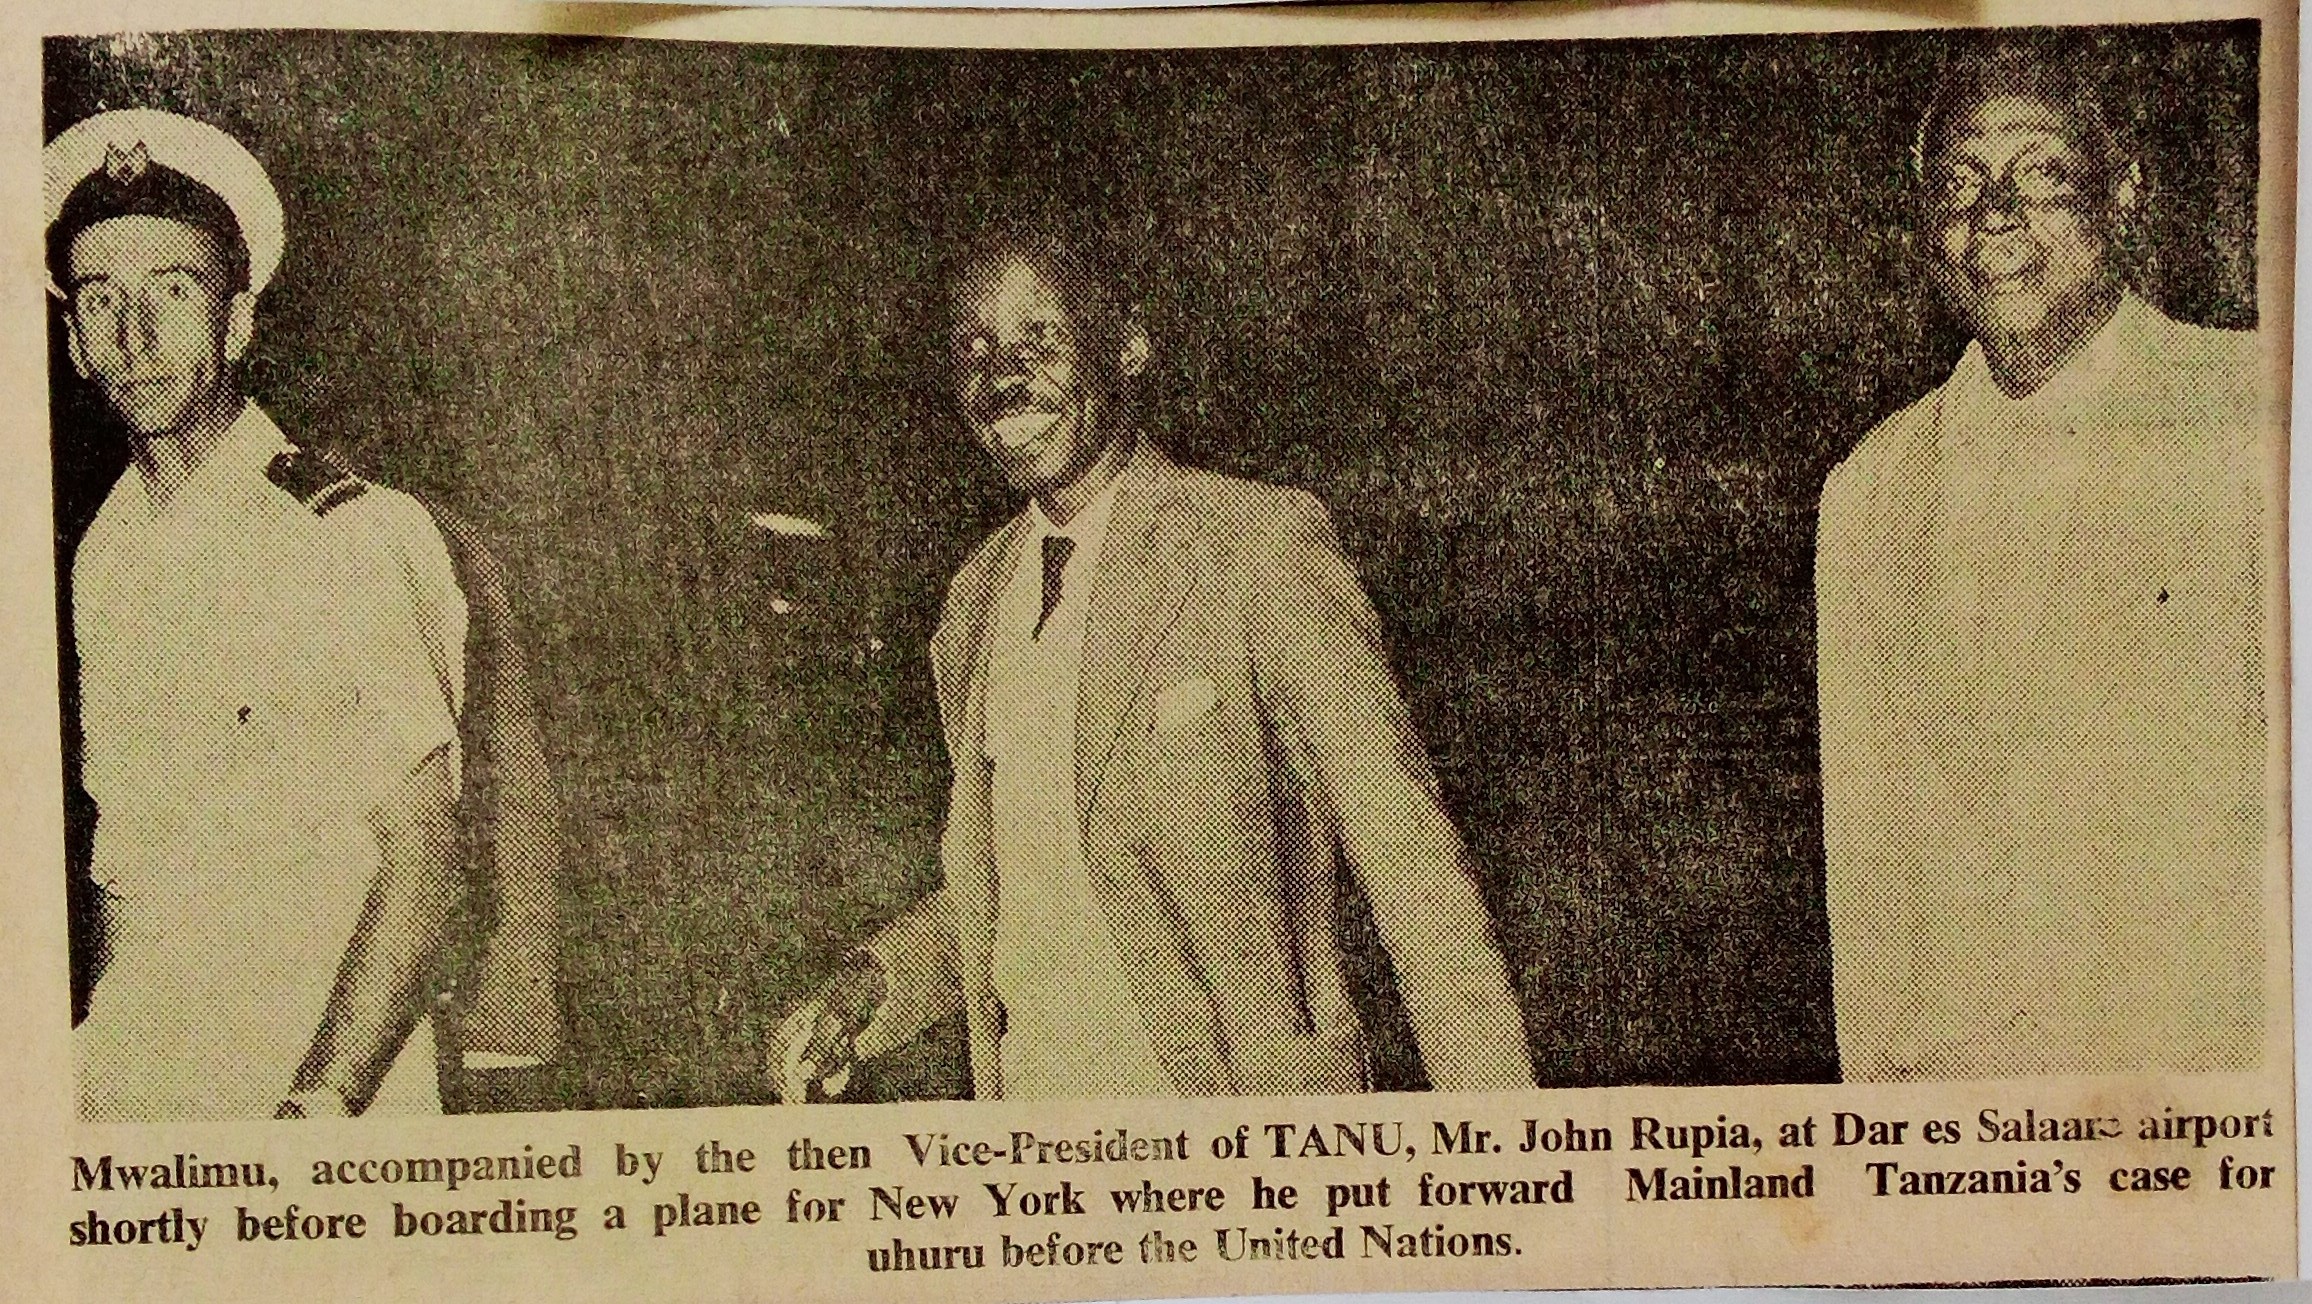 Mwalimu, accompanied by the then Vice-President of TANU, Mr. John Rupia, at Dar es Salaam airport
shortly before boarding a plane for New York where he put forward Mainland Tanzania's case for
uhuru before the United Nations.